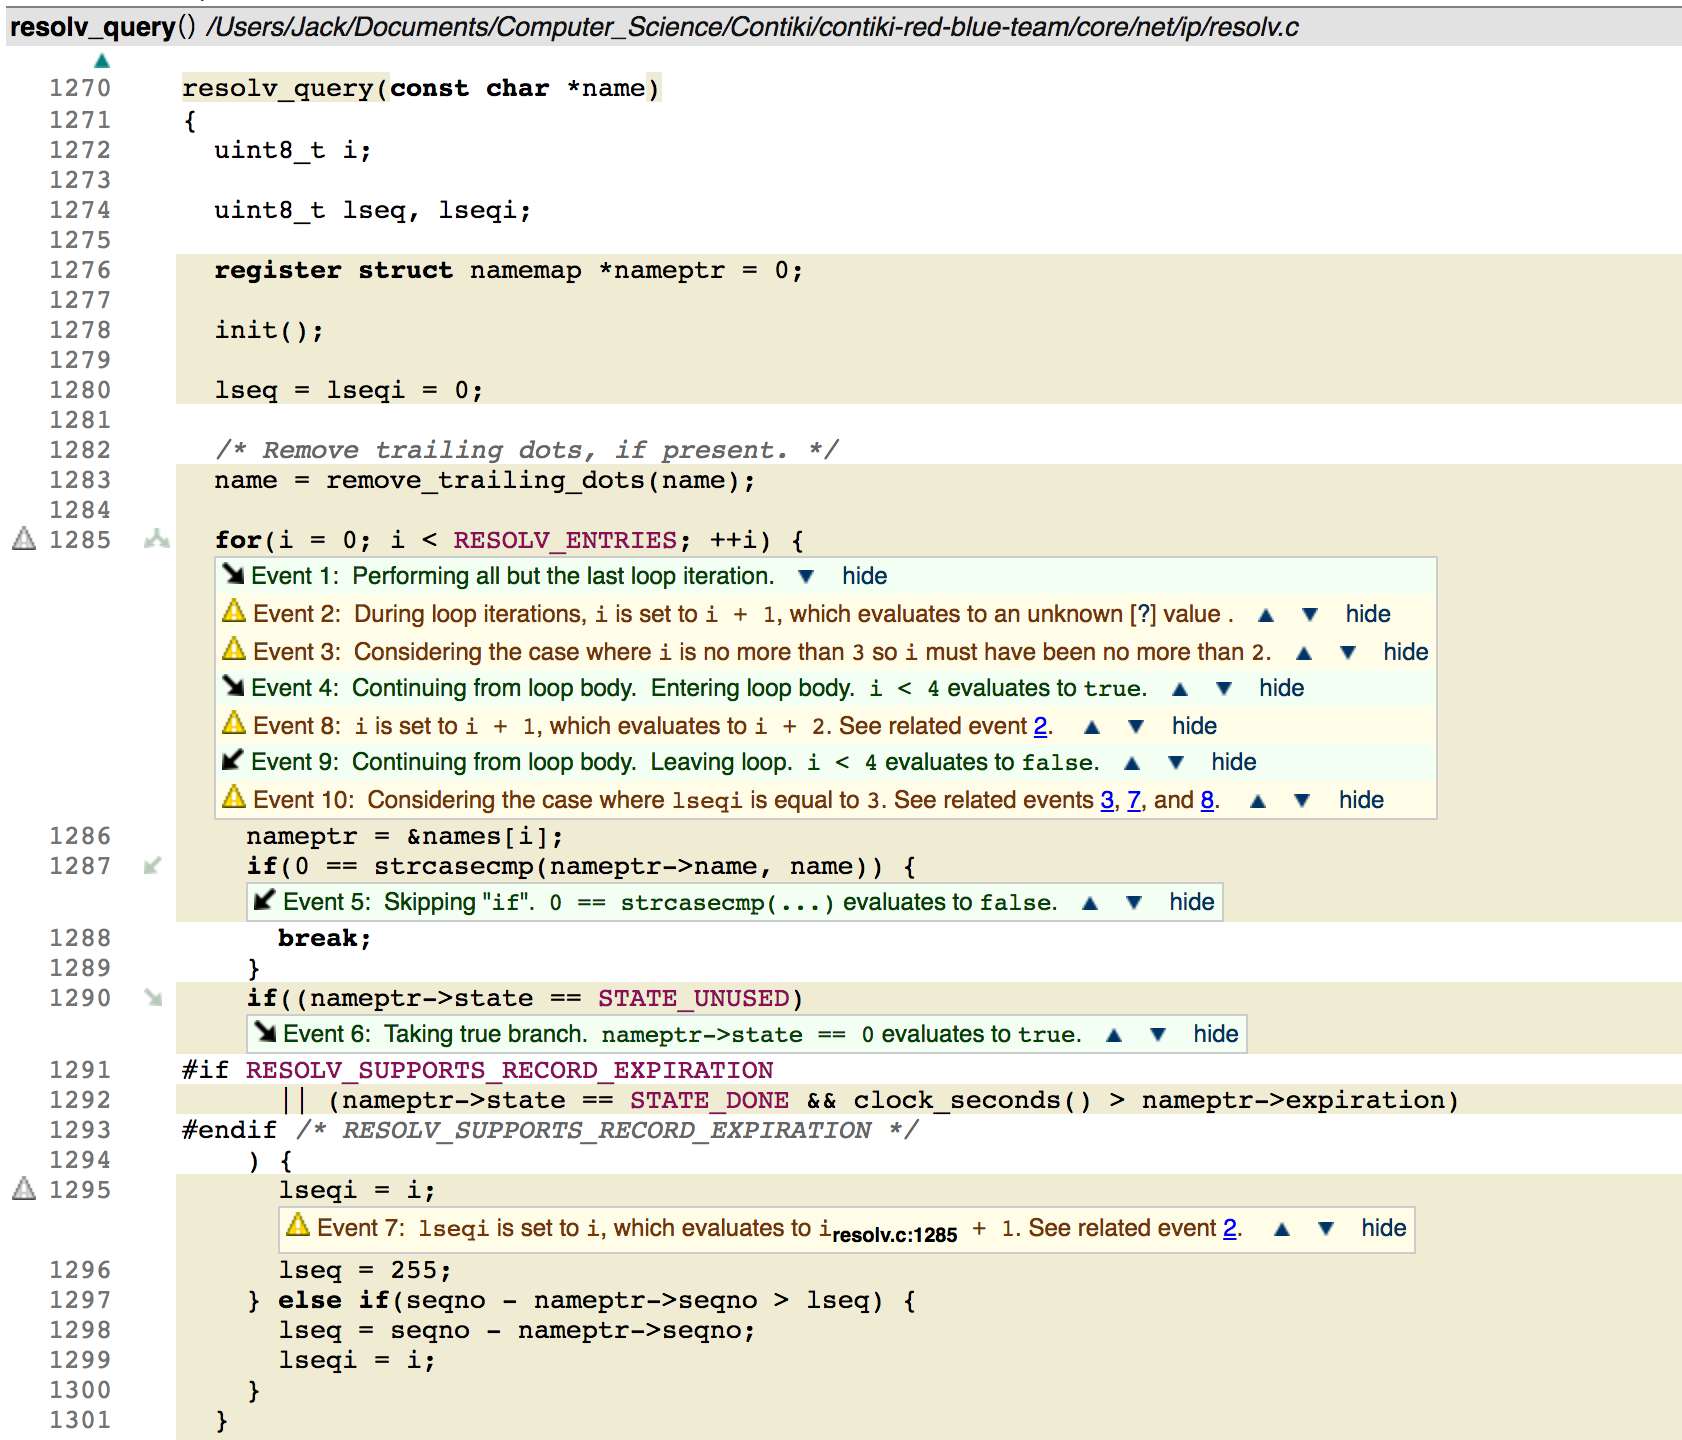 resolv_query() /Users/Jack/Documents/Computer_Science/Contiki/contiki-red-blue-team/core/net/ip/resolv.c
1270 resolv_query(const char *name)
1271 {
1272 uint8_t i;
1273
1274 uint8_t lseq, lseqi;
1275
1276 register struct namemap *nameptr = 0;
1277
1278 init();
1279
1280 lseq = lseqi = 0;
1281
1282 /* Remove trailing dots, if present. */
1283 name = remove_trailing_dots(name);
1284
1285 for(i = 0; i < RESOLV_ENTRIES; ++i) {
Event 1: Performing all but the last loop iteration. ▼ hide
Event 2: During loop iterations, i is set to i + 1, which evaluates to an unknown [?] value . ▲ ▼ hide
Event 3: Considering the case where i is no more than 3 so i must have been no more than 2. ▲ ▼ hide
Event 4: Continuing from loop body. Entering loop body. i < 4 evaluates to true. ▲ ▼ hide
Event 8: i is set to i + 1, which evaluates to i + 2. See related event 2. ▲ ▼ hide
Event 9: Continuing from loop body. Leaving loop. i < 4 evaluates to false. ▲ ▼ hide
Event 10: Considering the case where lseqi is equal to 3. See related events 3, 7, and 8. ▲ ▼ hide
1286 nameptr = &names[i];
1287 if(0 == strcasecmp(nameptr->name, name)) {
Event 5: Skipping "if". 0 == strcasecmp(...) evaluates to false. ▲ ▼ hide
1288 break;
1289 }
1290 if((nameptr->state == STATE_UNUSED)
Event 6: Taking true branch. nameptr->state == 0 evaluates to true. ▲ ▼ hide
1291 #if RESOLV_SUPPORTS_RECORD_EXPIRATION
1292 || (nameptr->state == STATE_DONE && clock_seconds() > nameptr->expiration)
1293 #endif /* RESOLV_SUPPORTS_RECORD_EXPIRATION */
1294 ) {
1295 lseqi = i;
Event 7: lseqi is set to i, which evaluates to i resolv.c:1285 + 1. See related event 2. ▲ ▼ hide
1296 lseq = 255;
1297 } else if(seqno - nameptr->seqno > lseq) {
1298 lseq = seqno - nameptr->seqno;
1299 lseqi = i;
1300 }
1301 }